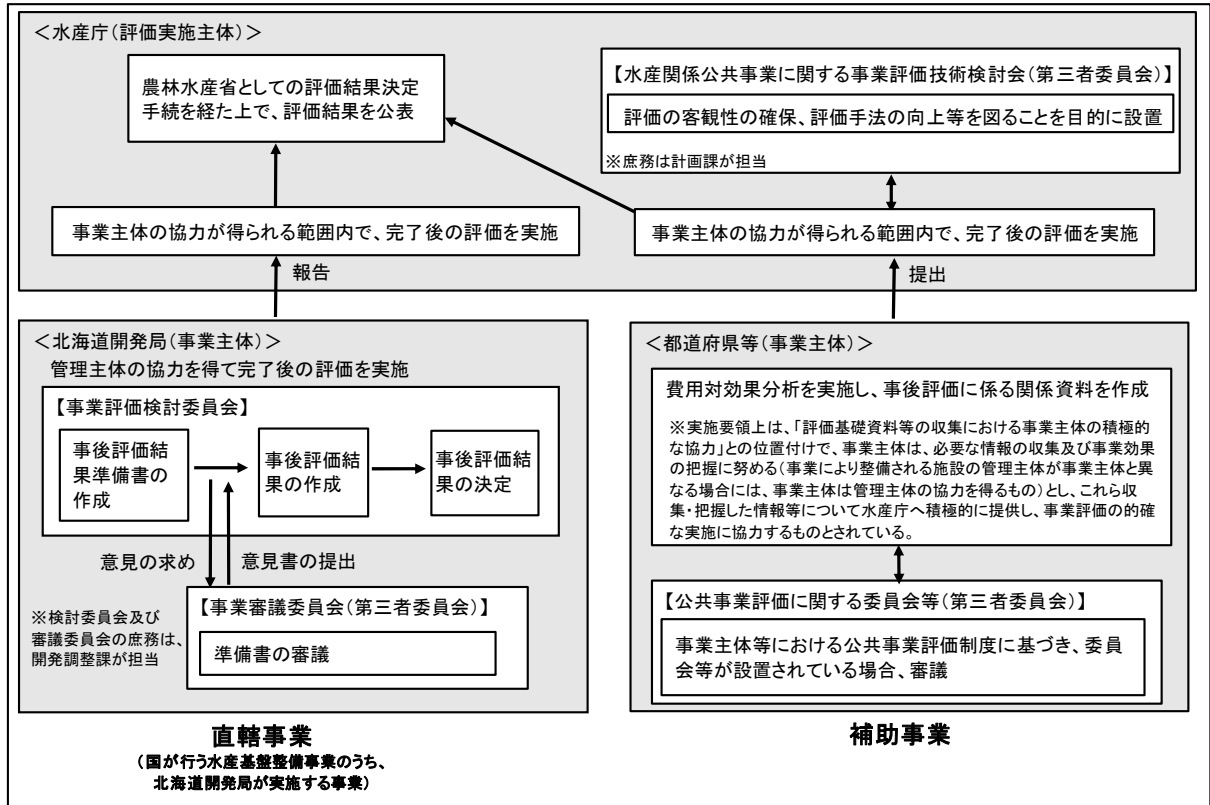 ＜水産庁（評価実施主体）＞
農林水産省としての評価結果決定
手続を経た上で、評価結果を公表
【水産関係公共事業に関する事業評価技術検討会（第三者委員会）】
評価の客観性の確保、評価手法の向上等を図ることを目的に設置
※庶務は計画課が担当
事業主体の協力が得られる範囲内で、完了後の評価を実施
事業主体の協力が得られる範囲内で、完了後の評価を実施
報告
提出
＜北海道開発局（事業主体）＞
管理主体の協力を得て完了後の評価を実施
【事業評価検討委員会】
事後評価結
果準備書の
作成
事後評価結
果の作成
事後評価結
果の決定
意見の求め
意見書の提出
※検討委員会及び
審議委員会の庶務は、
開発調整課が担当
【事業審議委員会（第三者委員会）】
準備書の審議
＜都道府県等（事業主体）＞
費用対効果分析を実施し、事後評価に係る関係資料を作成
※実施要領上は、「評価基礎資料等の収集における事業主体の積極的
な協力」との位置付けで、事業主体は、必要な情報の収集及び事業効果
の把握に努める（事業により整備される施設の管理主体が事業主体と異
なる場合には、事業主体は管理主体の協力を得るもの）とし、これら収
集・把握した情報等について水産庁へ積極的に提供し、事業評価の的確
な実施に協力するものとされている。
【公共事業評価に関する委員会等（第三者委員会）】
事業主体等における公共事業評価制度に基づき、委員
会等が設置されている場合、審議
直轄事業
（国が行う水産基盤整備事業のうち、
北海道開発局が実施する事業）
補助事業